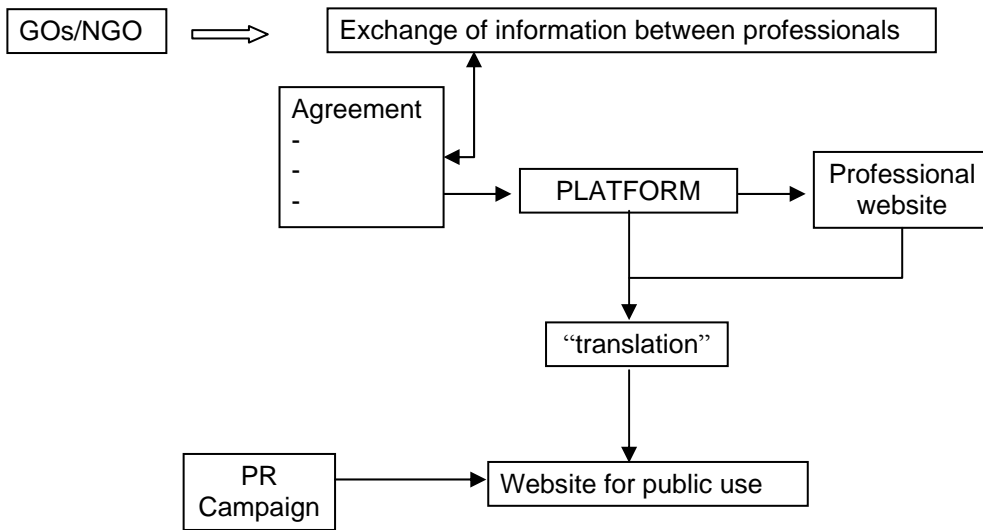 GOs/NGO
Exchange of information between professionals
Agreement
-
-
-
PLATFORM
Professional
website
“translation”
PR
Campaign
Website for public use